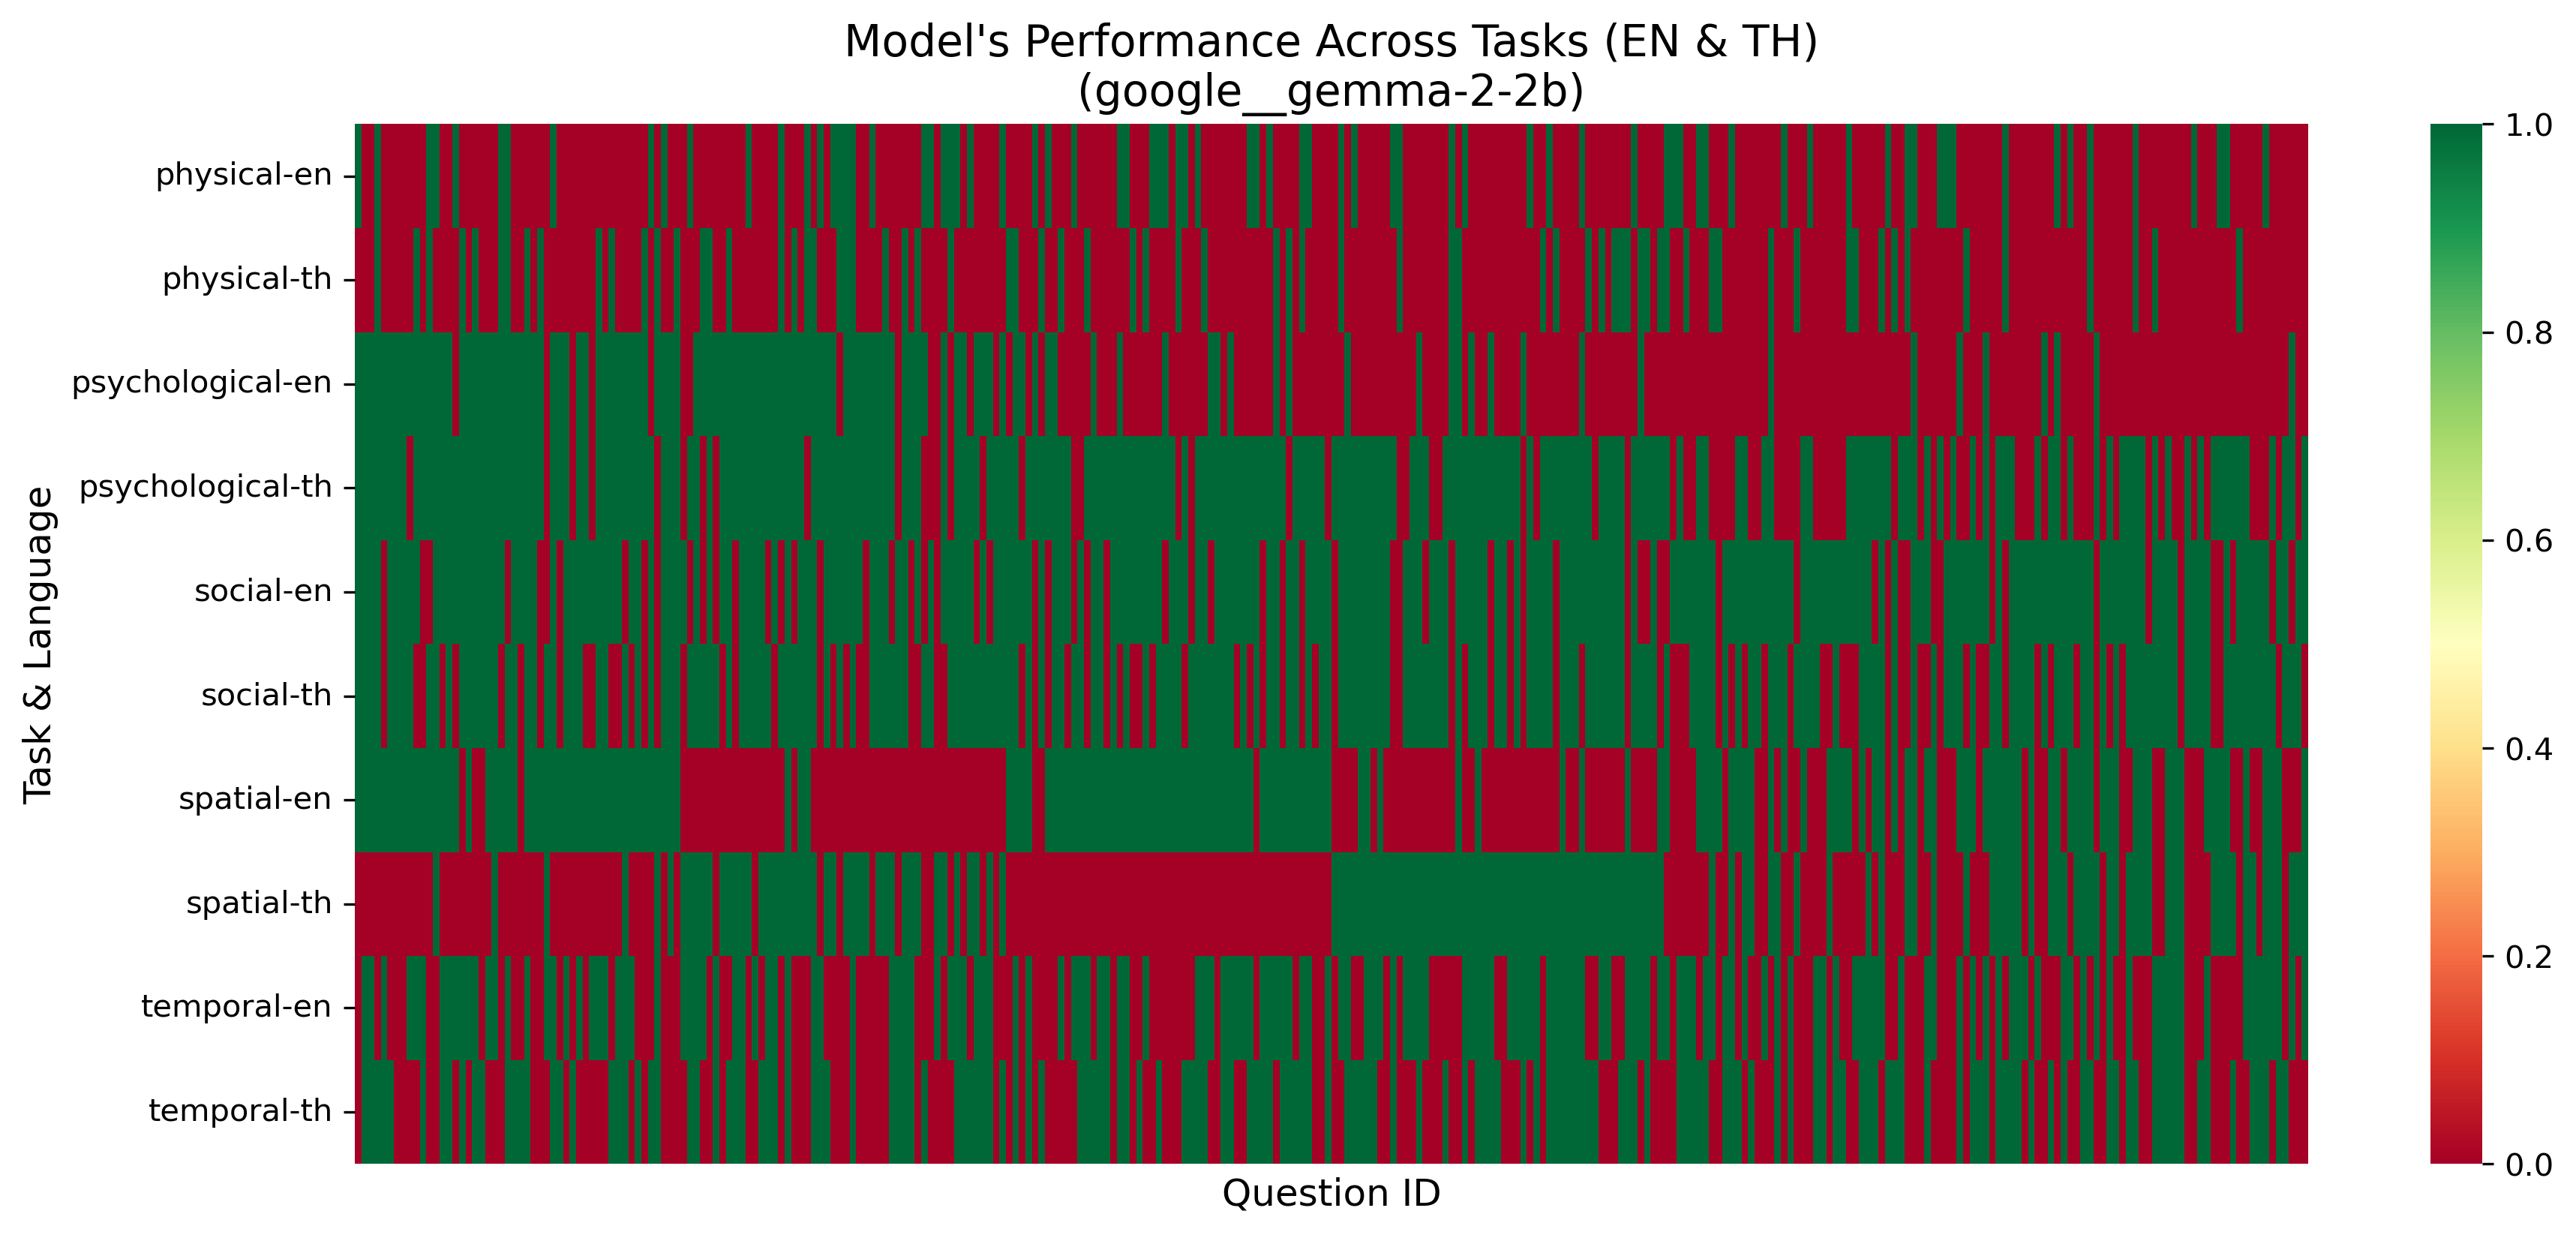 Model's Performance Across Tasks (EN & TH)
(google__gemma-2-2b)
Task & Language
physical-en
physical-th
psychological-en
psychological-th
social-en
social-th
spatial-en
spatial-th
temporal-en
temporal-th
Question ID
1.0
0.8
0.6
0.4
0.2
0.0